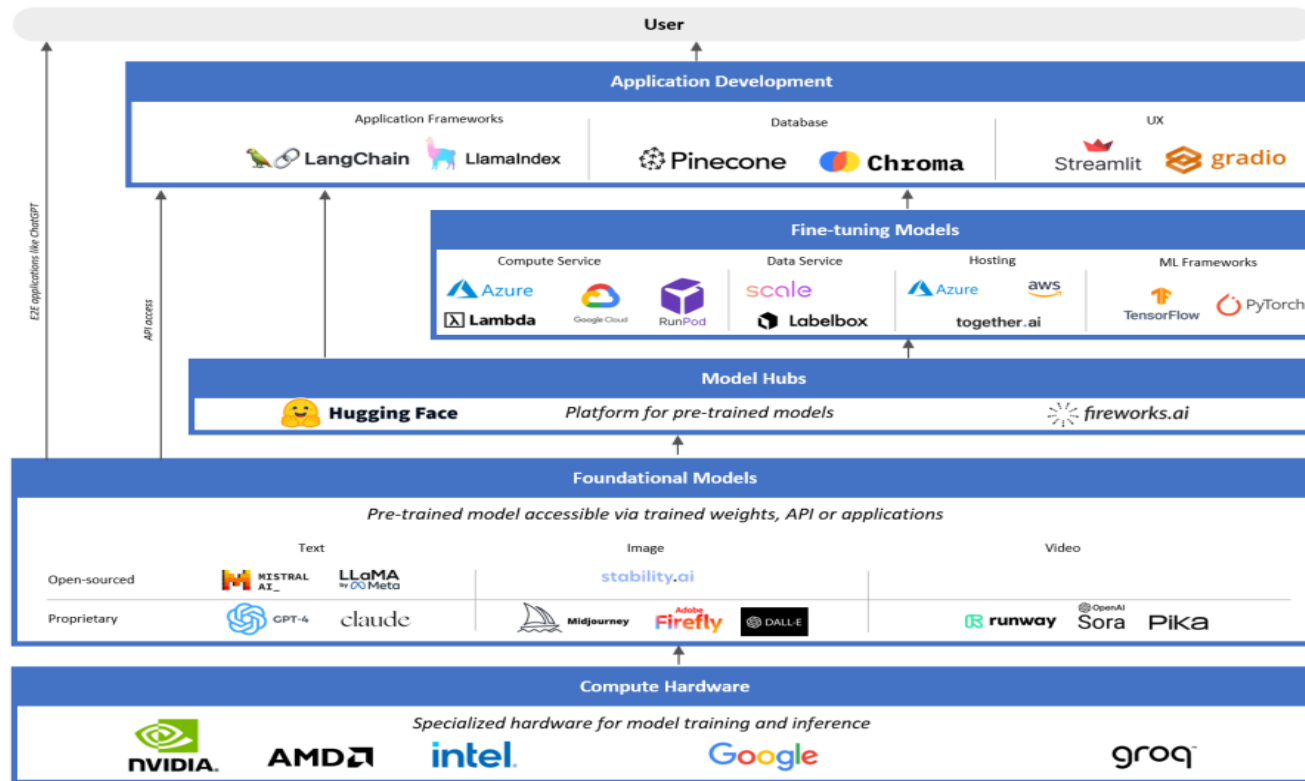 User
Application Development
Application Frameworks
Database
UX
LangChain
LlamaIndex
Pinecone
Chroma
Streamlit
gradio
E2E applications like ChatGPT
API access
Fine-tuning Models
Compute Service
Data Service
Hosting
ML Frameworks
Azure
Google Cloud
RunPod
scale
Azure
aws
TensorFlow
PyTorch
Lambda
Labelbox
together.ai
Model Hubs
Hugging Face
Platform for pre-trained models
fireworks.ai
Foundational Models
Pre-trained model accessible via trained weights, API or applications
Text
Image
Video
Open-sourced
MISTRAL
AI_
LLaMA
by Meta
stability.ai
Proprietary
GPT-4
claude
Midjourney
Adobe
Firefly
DALL-E
runway
OpenAI
Sora
Pika
Compute Hardware
Specialized hardware for model training and inference
NVIDIA.
AMD
intel.
Google
groq